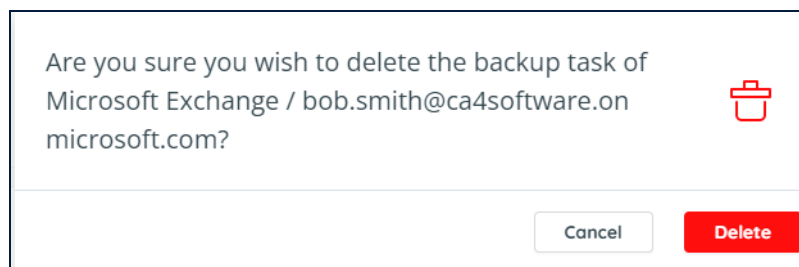 Are you sure you wish to delete the backup task of
Microsoft Exchange / bob.smith@ca4software.on
microsoft.com?
Cancel
Delete